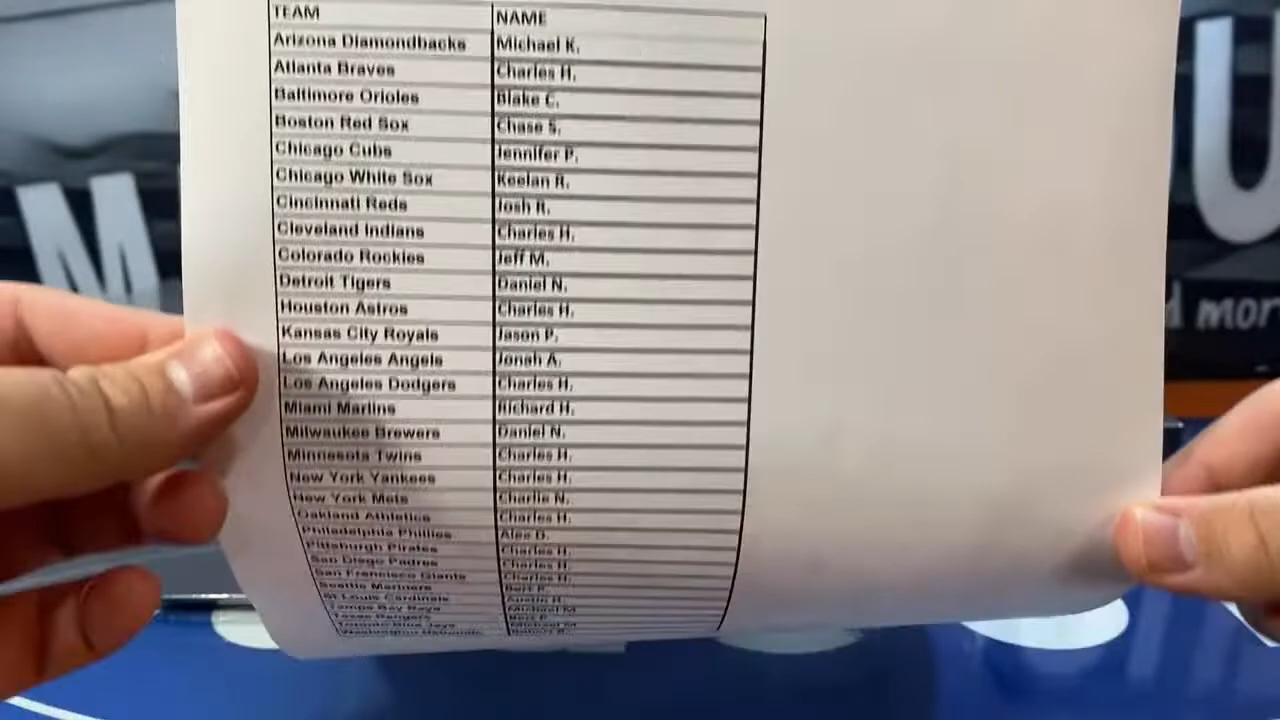 TEAM NAME
Arizona Diamondbacks Michael K.
Atlanta Braves Charles H.
Baltimore Orioles Blake C.
Boston Red Sox Chase S.
Chicago Cubs Jennifer P.
Chicago White Sox Keelan R.
Cincinnati Reds Josh R.
Cleveland Indians Charles H.
Colorado Rockies Jeff M.
Detroit Tigers Daniel N.
Houston Astros Charles H.
Kansas City Royals Jason P.
Los Angeles Angels Jonah A.
Los Angeles Dodgers Charles H.
Miami Marlins Richard H.
Milwaukee Brewers Daniel N.
Minnesota Twins Charles H.
New York Yankees Charles H.
New York Mets Charlie N.
Oakland Athletics Charles H.
Philadelphia Phillies Alex D.
Pittsburgh Pirates Charles H.
San Diego Padres Charles H.
San Francisco Giants Charles H.
Seattle Mariners
St Louis Cardinals Austin
Tampa Bay Rays Michael M
Texas Rangers
Toronto Blue Jays
Washington Nationals
M
U
d mor